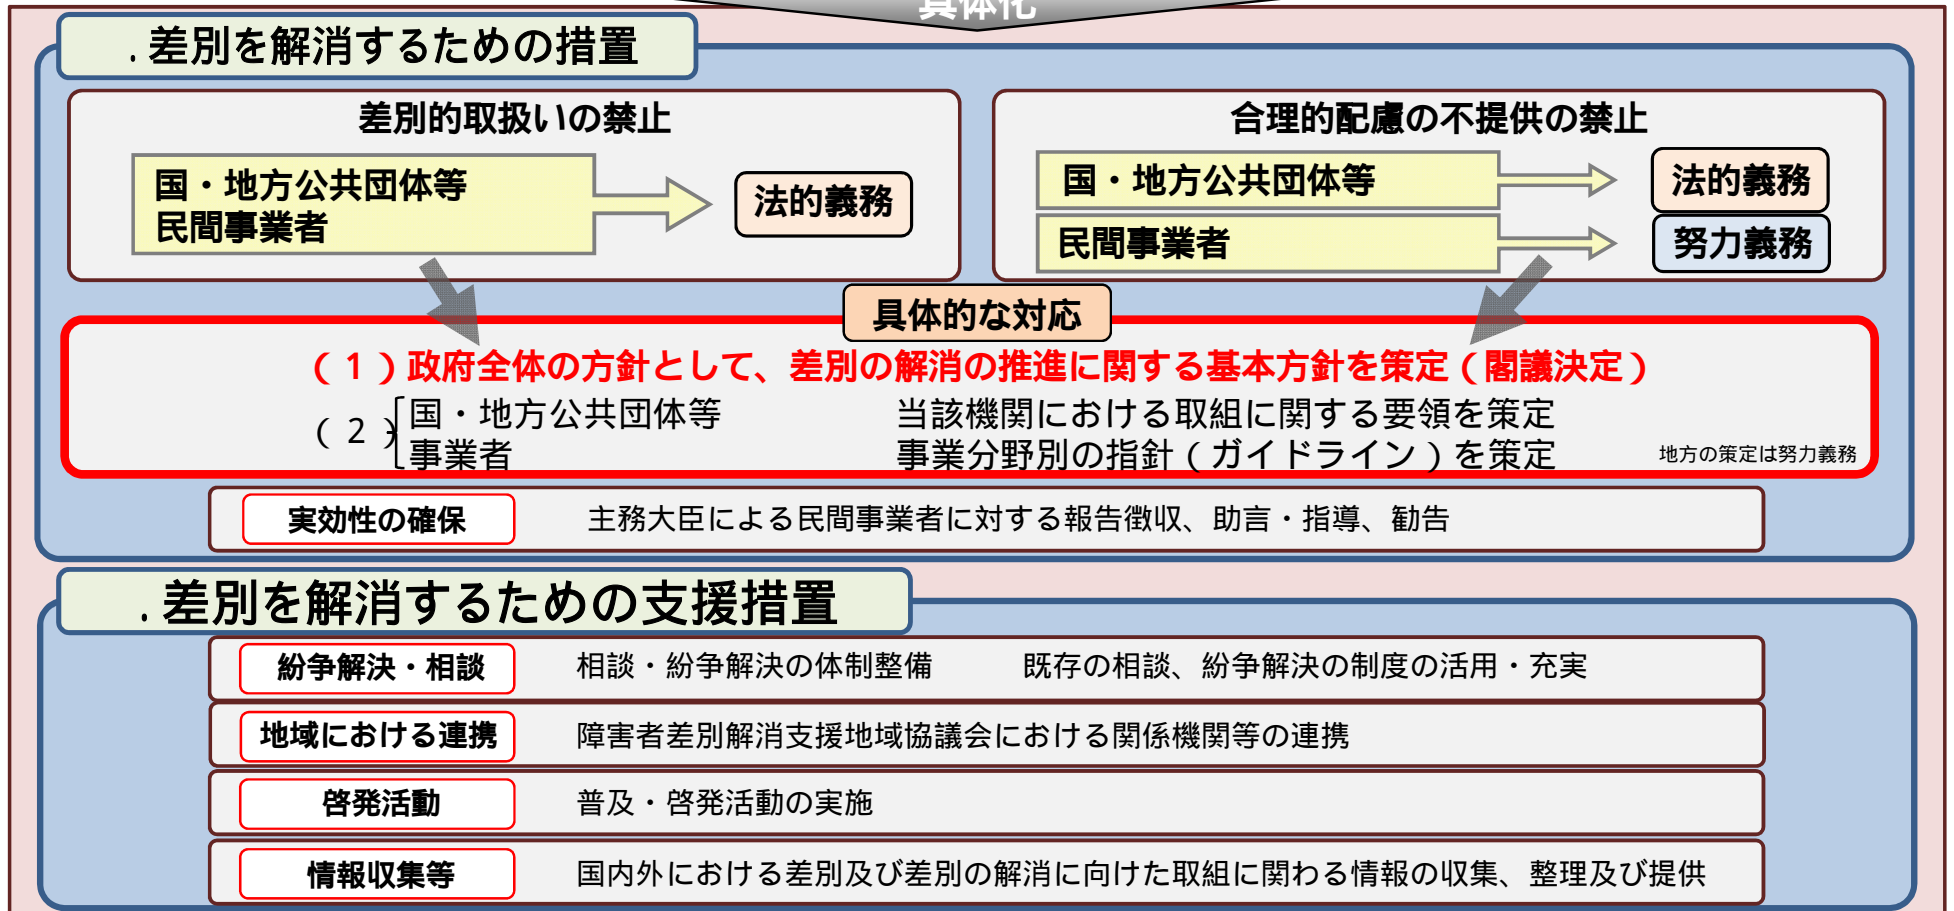 具体化
.差別を解消するための措置
差別的取扱いの禁止
国・地方公共団体等
民間事業者
法的義務
合理的配慮の不提供の禁止
国・地方公共団体等
法的義務
民間事業者
努力義務
具体的な対応
(1)政府全体の方針として、差別の解消の推進に関する基本方針を策定(閣議決定)
(2)
国・地方公共団体等 当該機関における取組に関する要領を策定
事業者 事業分野別の指針(ガイドライン)を策定
地方の策定は努力義務
実効性の確保 主務大臣による民間事業者に対する報告徴収、助言・指導、勧告
.差別を解消するための支援措置
紛争解決・相談 相談・紛争解決の体制整備 既存の相談、紛争解決の制度の活用・充実
地域における連携 障害者差別解消支援地域協議会における関係機関等の連携
啓発活動 普及・啓発活動の実施
情報収集等 国内外における差別及び差別の解消に向けた取組に関わる情報の収集、整理及び提供